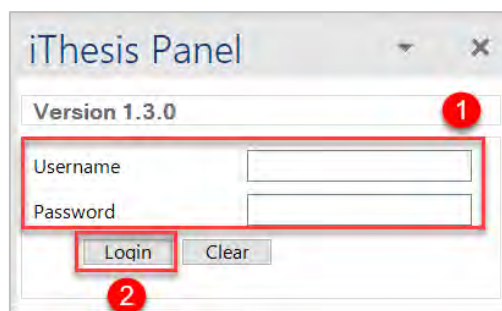 iThesis Panel
Version 1.3.0
1
Username
Password
Login Clear
2